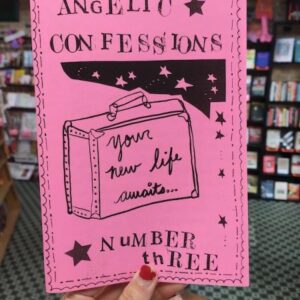 ANGELIC
CONFESSIONS
your
new life
awaits...
NUMBER
thREE